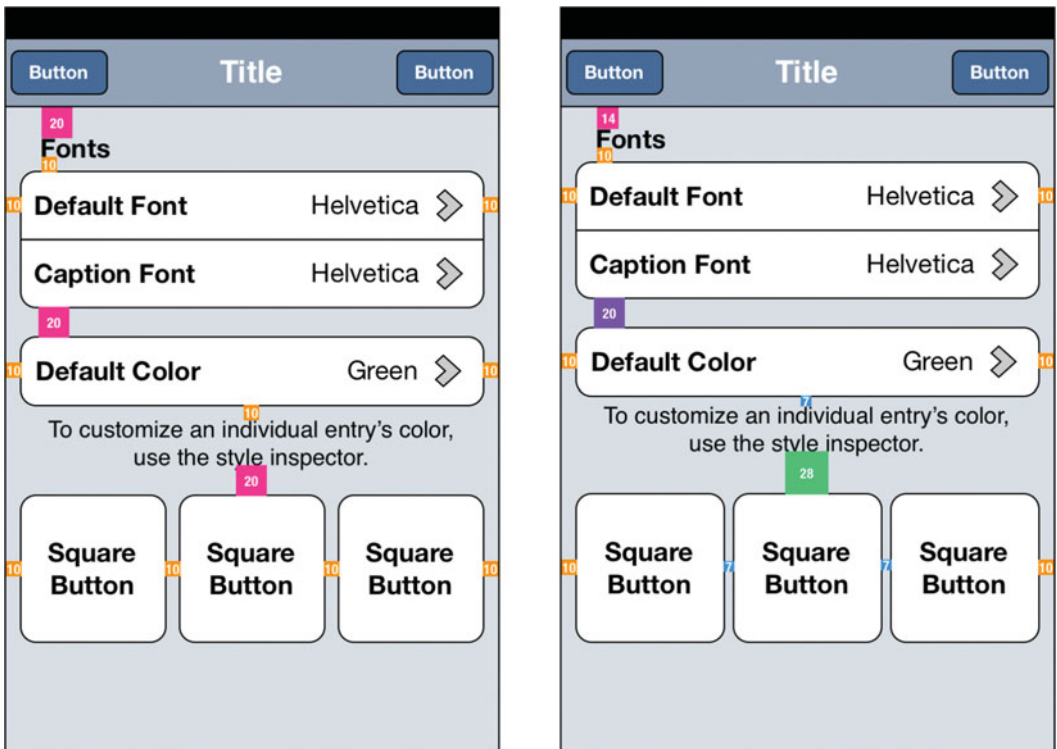 Button Title Button
20
Fonts
10
10 Default Font Helvetica 10
Caption Font Helvetica
20
10 Default Color Green 10
10
To customize an individual entry's color,
use the style inspector.
20
10 Square Button 10 Square Button 10 Square Button 10
Button Title Button
14
Fonts
10
10 Default Font Helvetica 10
Caption Font Helvetica
20
10 Default Color Green 10
7
To customize an individual entry's color,
use the style inspector.
28
10 Square Button 7 Square Button 7 Square Button 10